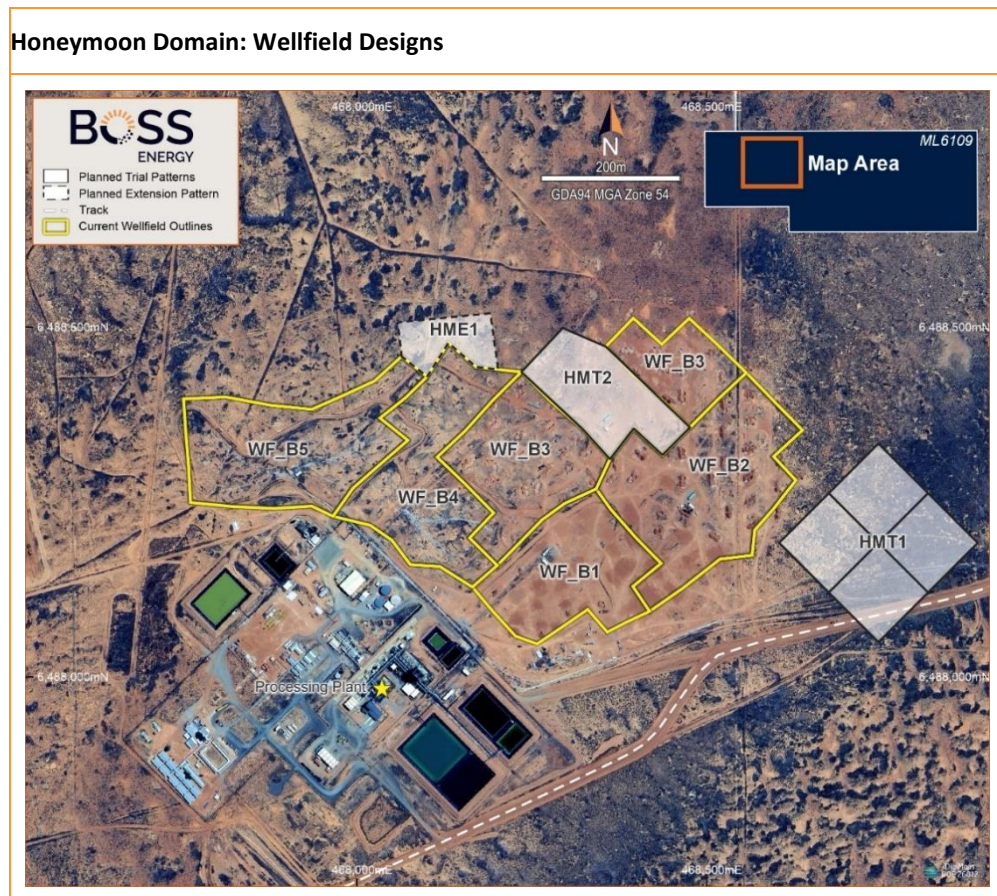 Honeymoon Domain: Wellfield Designs
BOSS
ENERGY
Planned Trial Patterns
Planned Extension Pattern
Track
Current Wellfield Outlines
468,000mE
468,500mE
N
200m
GDA94 MGA Zone 54
ML6109
Map Area
6,488,500mN
6,488,500mN
HME1
HMT2
WF_B3
WF_B5
WF_B3
WF_B2
WF_B4
HMT1
WF_B1
6,488,000mN
6,488,000mN
Processing Plant
468,000mE
468,500mE